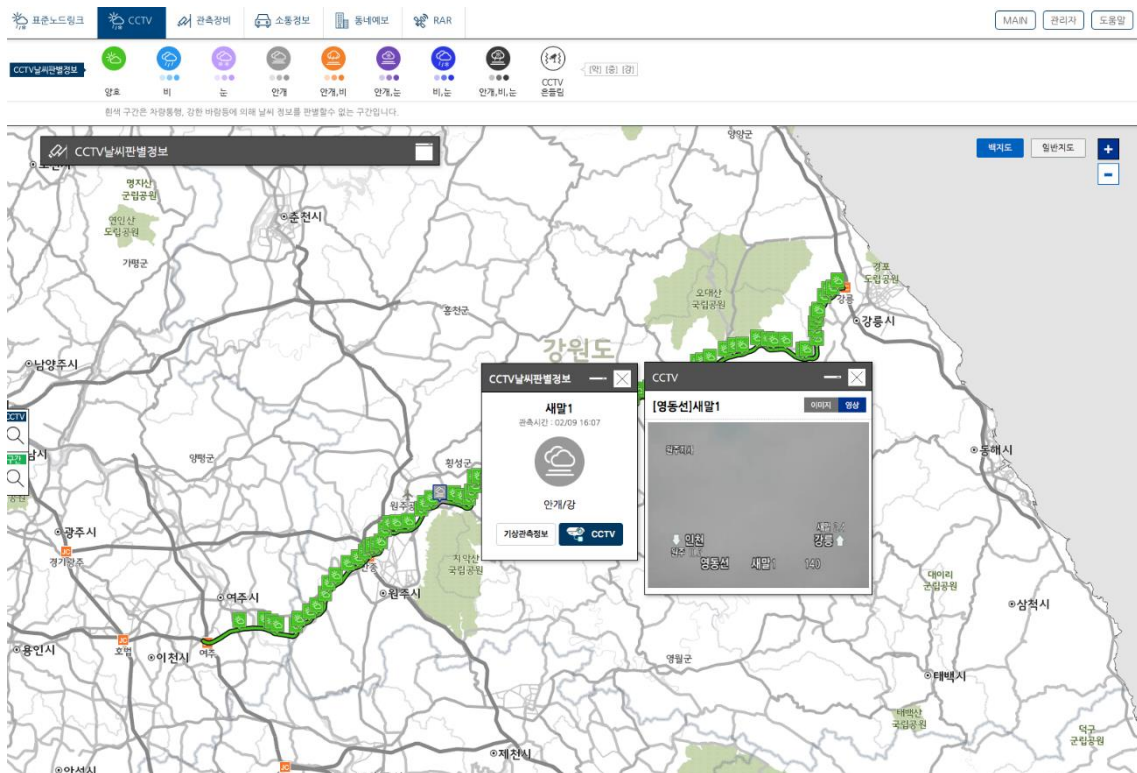 표준노드링크
CCTV
관측장비
소통정보
동네예보
RAR
MAIN
관리자
도움말
CCTV날씨판별정보
양호
비
눈
안개
안개,비
안개,눈
비,눈
안개,비,눈
CCTV
흔들림
[약] [중] [강]
흰색 구간은 차량통행, 강한 바람등에 의해 날씨 정보를 판별할수 없는 구간입니다.
CCTV날씨판별정보
백지도
일반지도
+
-
양양군
명지산
군립공원
연인산
도립공원
춘천시
가평군
홍천군
오대산
국립공원
경포
도립공원
강릉
강릉시
강원도
남양주시
CCTV
구간
양평군
횡성군
동해시
광주시
JC
경기광주
치악산
국립공원
원주시
여주시
JC
호법
여주
용인시
이천시
대이리
군립공원
삼척시
영월군
태백시
태백산
국립공원
덕구
군립공원
제천시
안성시
JC
CCTV날씨판별정보
새말1
관측시간 : 02/09 16:07
안개/강
기상관측정보
CCTV
CCTV
[영동선]새말1
이미지
영상
인천
강릉
원주
영동선 새말1 140